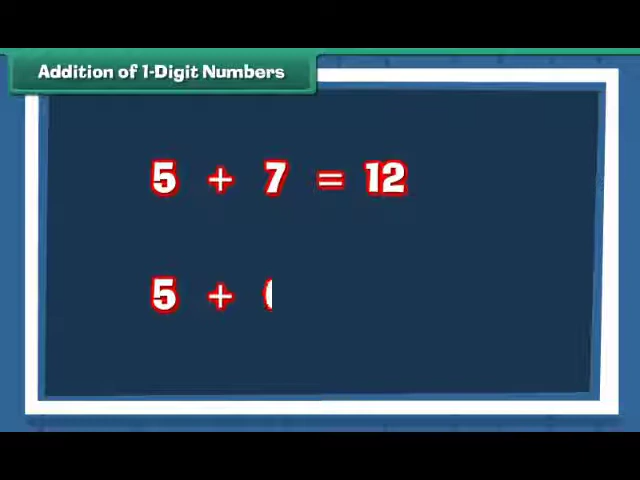 Addition of 1-Digit Numbers
5 + 7 = 12
5 +